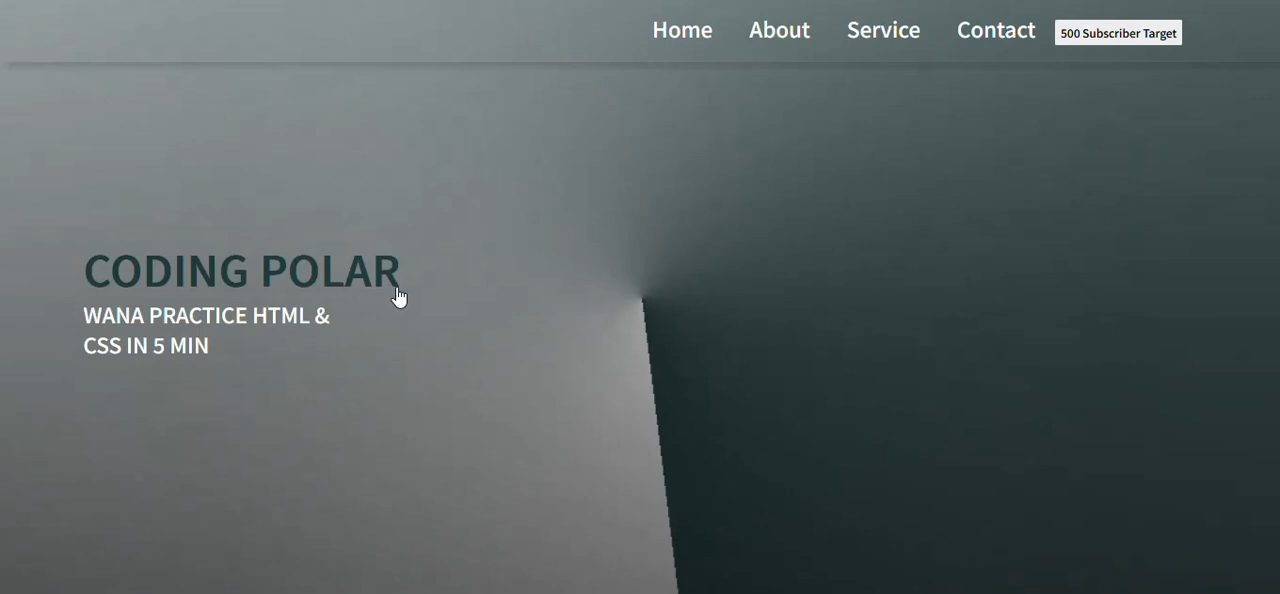 Home About Service Contact 500 Subscriber Target
CODING POLAR
WANA PRACTICE HTML &
CSS IN 5 MIN